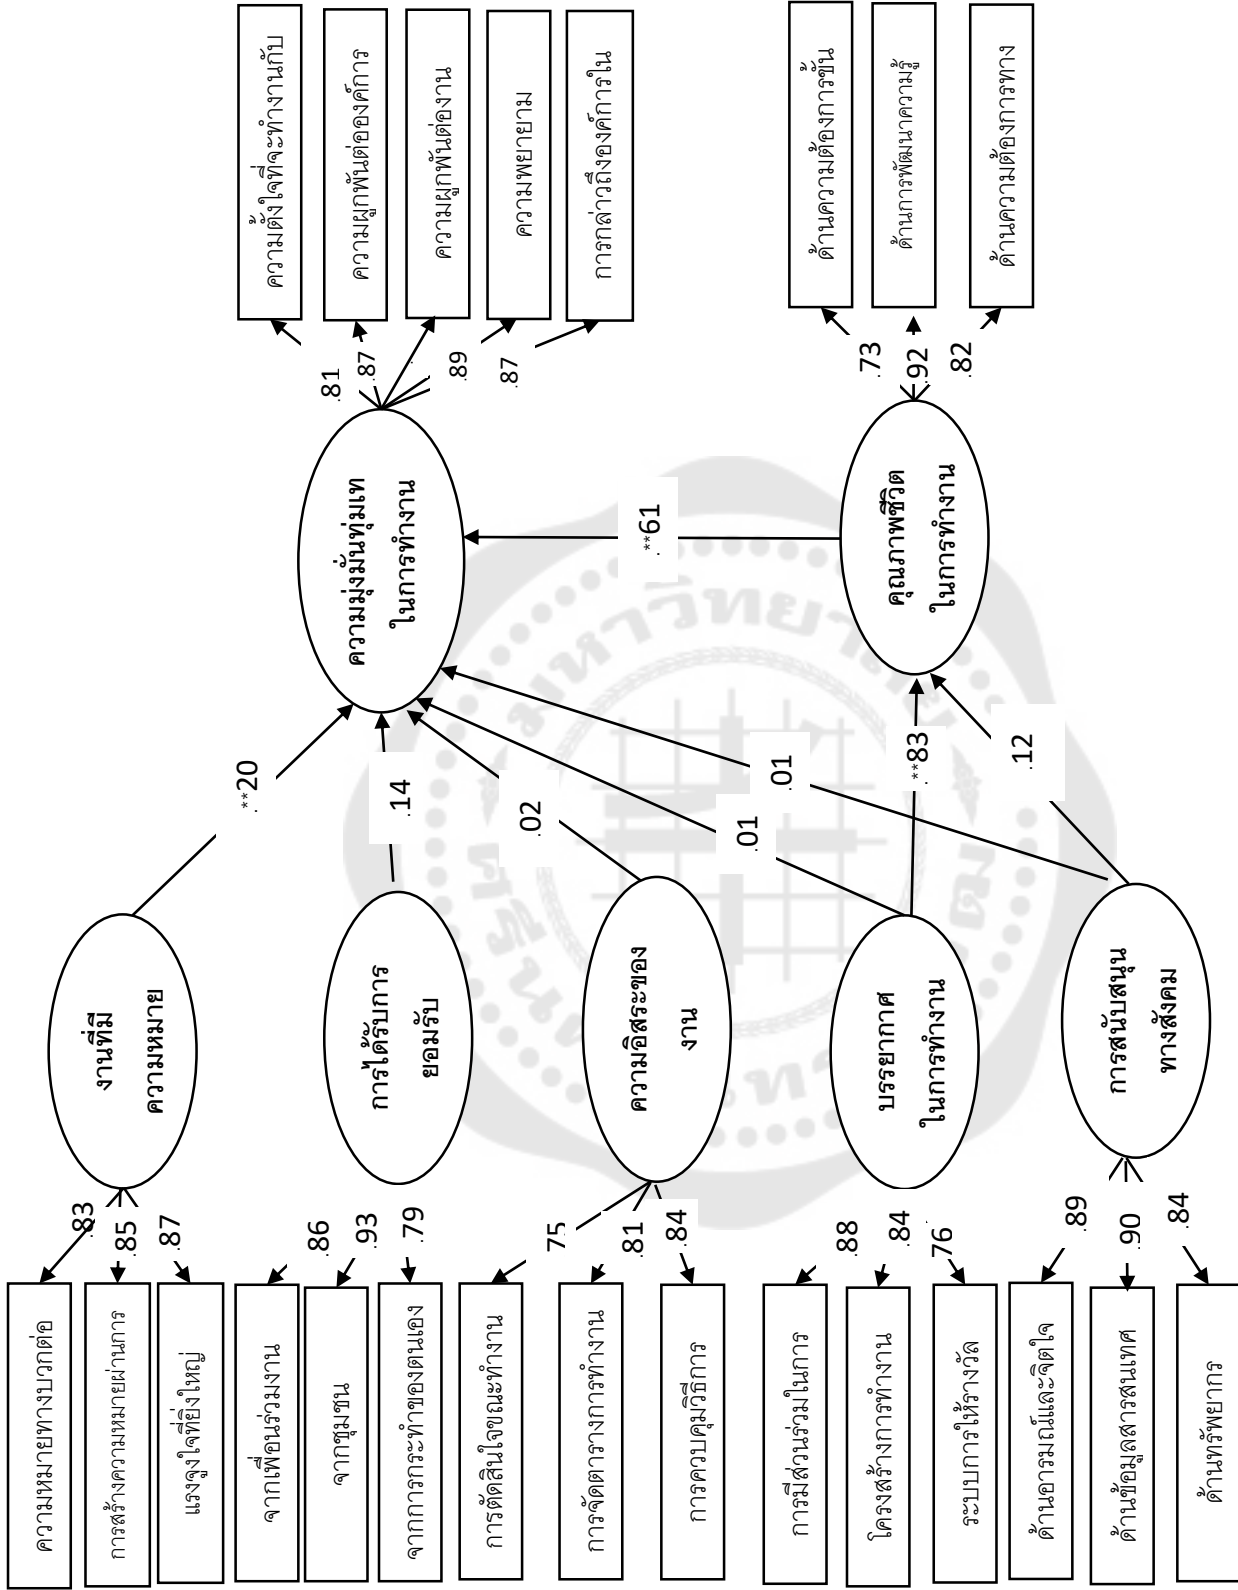 ความหมายทางบวกต่อ
การสร้างความหมายผ่านการ
แรงจูงใจที่ยิ่งใหญ่
จากเพื่อนร่วมงาน
จากชุมชน
จากการกระทำของตนเอง
การตัดสินใจขณะทำงาน
การจัดตารางการทำงาน
การควบคุมวิธีการ
การมีส่วนร่วมในการ
โครงสร้างการทำงาน
ระบบการให้รางวัล
ด้านอารมณ์และจิตใจ
ด้านข้อมูลสารสนเทศ
ด้านทรัพยากร
.83
.85
.87
.86
.93
.79
75
.81
.84
.88
.84
76
.89
.90
.84
งานที่มี
ความหมาย
การได้รับการ
ยอมรับ
ความอิสระของ
งาน
บรรยากาศ
ในการทำงาน
การสนับสนุน
ทางสังคม
.**20
.14
.02
.01
.01
.**83
.12
.**61
ความมุ่งมั่นทุ่มเท
ในการทำงาน
คุณภาพชีวิต
ในการทำงาน
.81
.87
.89
.87
.73
.92
.82
ความตั้งใจที่จะทำงานกับ
ความผูกพันต่อองค์การ
ความผูกพันต่องาน
ความพยายาม
การกล่าวถึงองค์การใน
ด้านความต้องการขั้น
ด้านการพัฒนาความรู้
ด้านความต้องการทาง